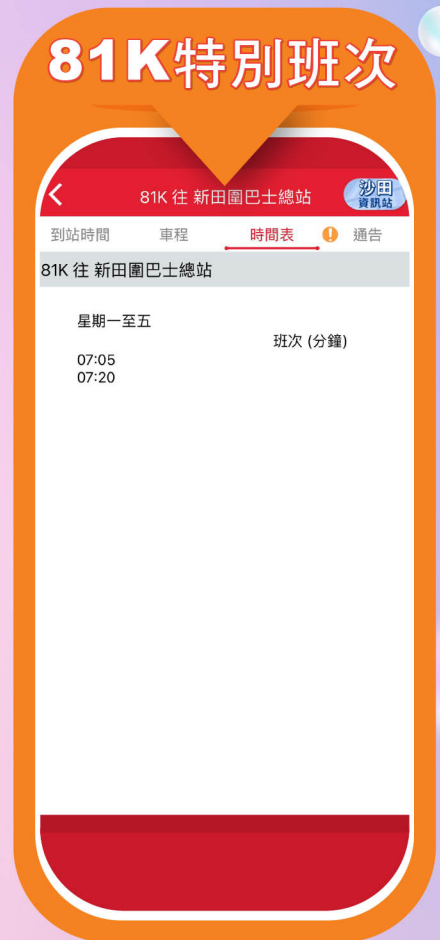 81K特別班次
81K 往 新田圍巴士總站
沙田
資訊站
到站時間 車程 時間表 通告
81K 往 新田圍巴士總站
星期一至五
班次 (分鐘)
07:05
07:20